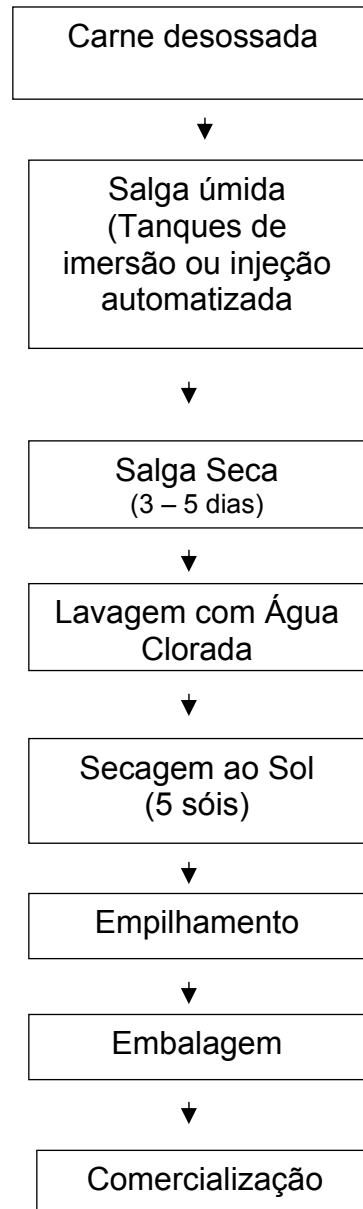 Carne desossada
Salga úmida
(Tanques de
imersão ou injeção
automatizada
Salga Seca
(3 – 5 dias)
Lavagem com Água
Clorada
Secagem ao Sol
(5 sóis)
Empilhamento
Embalagem
Comercialização